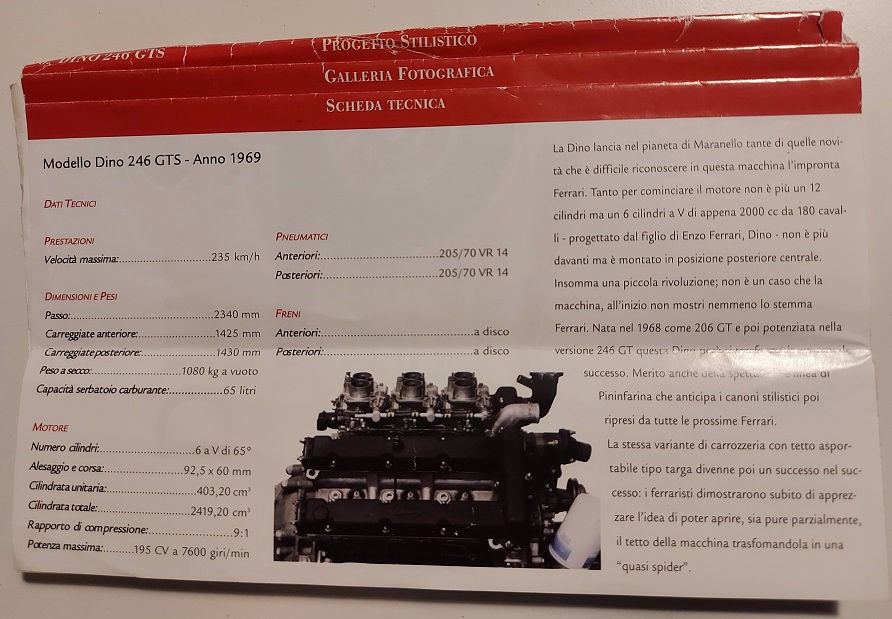 DINO 246 GTS
PROGETTO STILISTICO
GALLERIA FOTOGRAFICA
SCHEDA TECNICA
Modello Dino 246 GTS - Anno 1969
DATI TECNICI
PRESTAZIONI
Velocità massima:...............................235 km/h
DIMENSIONI E PESI
Passo:................................................2340 mm
Carreggiate anteriore:......................1425 mm
Carreggiate posteriore:....................1430 mm
Peso a secco:.............................1080 kg a vuoto
Capacità serbatoio carburante:.................65 litri
MOTORE
Numero cilindri:................................6 a V di 65°
Alesaggio e corsa:.........................92,5 x 60 mm
Cilindrata unitaria:............................403,20 cm³
Cilindrata totale:..............................2419,20 cm³
Rapporto di compressione:..........................9:1
Potenza massima:.........195 CV a 7600 giri/min
PNEUMATICI
Anteriori:........................................205/70 VR 14
Posteriori:.......................................205/70 VR 14
FRENI
Anteriori:....................................................a disco
Posteriori:...................................................a disco
La Dino lancia nel pianeta di Maranello tante di quelle novi-
tà che è difficile riconoscere in questa macchina l'impronta
Ferrari. Tanto per cominciare il motore non è più un 12
cilindri ma un 6 cilindri a V di appena 2000 cc da 180 caval-
li - progettato dal figlio di Enzo Ferrari, Dino - non è più
davanti ma è montato in posizione posteriore centrale.
Insomma una piccola rivoluzione; non è un caso che la
macchina, all'inizio non mostri nemmeno lo stemma
Ferrari. Nata nel 1968 come 206 GT e poi potenziata nella
versione 246 GT questa Dino
successo. Merito anche della linea di
Pininfarina che anticipa i canoni stilistici poi
ripresi da tutte le prossime Ferrari.
La stessa variante di carrozzeria con tetto aspor-
tabile tipo targa divenne poi un successo nel suc-
cesso: i ferraristi dimostrarono subito di apprez-
zare l'idea di poter aprire, sia pure parzialmente,
il tetto della macchina trasfomandola in una
"quasi spider".